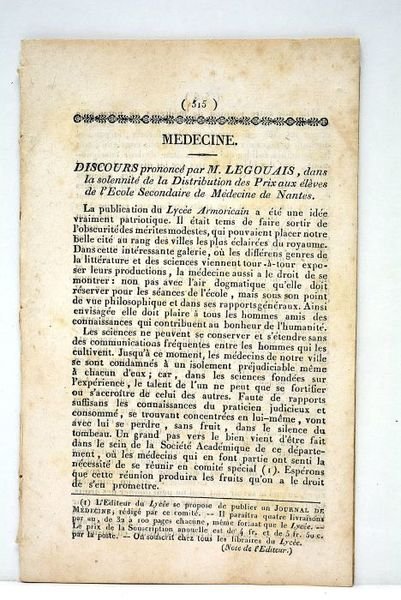 ( 515 )
MEDECINE.
DISCOURS prononcé par M. LEGOUAIS, dans
la solennité de la Distribution des Prix aux élèves
de l'Ecole Secondaire de Médecine de Nantes.
La publication du Lycée Armoricain a été une idée
vraiment patriotique. Il était tems de faire sortir de
l'obscurité des mérites modestes, qui pouvaient placer notre
belle cité au rang des villes les plus éclairées du royaume.
Dans cette intéressante galerie, où les différens genres de
la littérature et des sciences viennent tour-à-tour expo-
ser leurs productions, la médecine aussi a le droit de se
montrer: non pas avec l'air dogmatique qu'elle doit
réserver pour les séances de l'école, mais sous son point
de vue philosophique et dans ses rapports généraux. Ainsi
envisagée elle doit plaire à tous les hommes amis des
connaissances qui contribuent au bonheur de l'humanité.
Les sciences ne peuvent se conserver et s'étendre sans
des communications fréquentes entre les hommes qui les
cultivent. Jusqu'à ce moment, les médecins de notre ville
se sont condamnés à un isolement préjudiciable même
à chacun d'eux; car, dans les sciences fondées sur
l'expérience, le talent de l'un ne peut que se fortifier
ou s'accroître de celui des autres. Faute de rapports
suffisans les connaissances du praticien judicieux et
consommé, se trouvant concentrées en lui-même, vont
avec lui se perdre, sans fruit, dans le silence du
tombeau. Un grand pas vers le bien vient d'être fait
dans le sein de la Société Académique de ce départe-
ment, où les médecins qui en font partie ont senti la
nécessité de se réunir en comité spécial (1). Espérons
que cette réunion produira les fruits qu'on a le droit
de s'en promettre.
(1) L'Editeur du Lycée se propose de publier un JOURNAL DE
MÉDECINE, rédigé par ce comité. — Il paraîtra quatre livraisons
par an, de 32 à 100 pages chacune, même format que le Lycée. —
Le prix de la Souscription annuelle est de 4 fr. et de 5 fr. 50 c.
par la poste. — On souscrit chez tous les libraires du Lycée.
(Note de l'Editeur.)